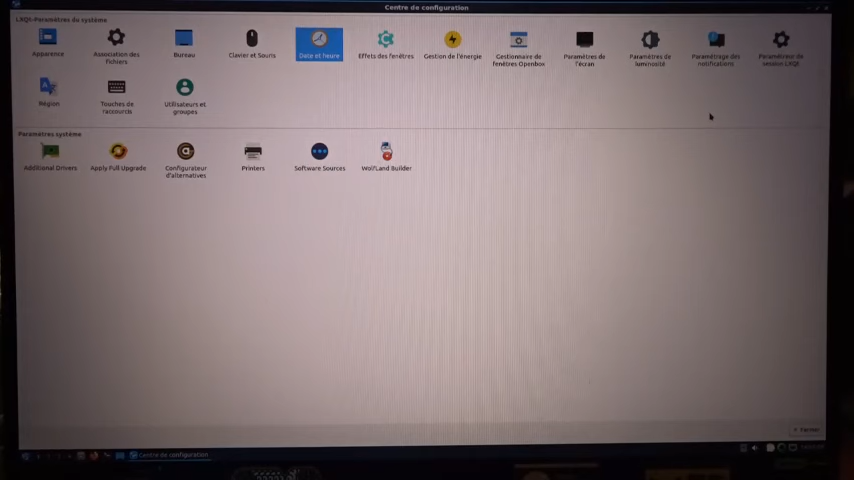 Centre de configuration
LXQt-Paramètres du système
Apparence
Association des
fichiers
Bureau
Clavier et Souris
Date et heure
Effets des fenêtres
Gestion de l'énergie
Gestionnaire de
fenêtres Openbox
Paramètres de
l'écran
Paramètres de
luminosité
Paramétrage des
notifications
Paramètres de
session LXQt
Région
Touches de
raccourcis
Utilisateurs et
groupes
Paramètres système
Additional Drivers
Apply Full Upgrade
Configurateur
d'alternatives
Printers
Software Sources
WolfLand Builder
Fermer
Centre de configuration